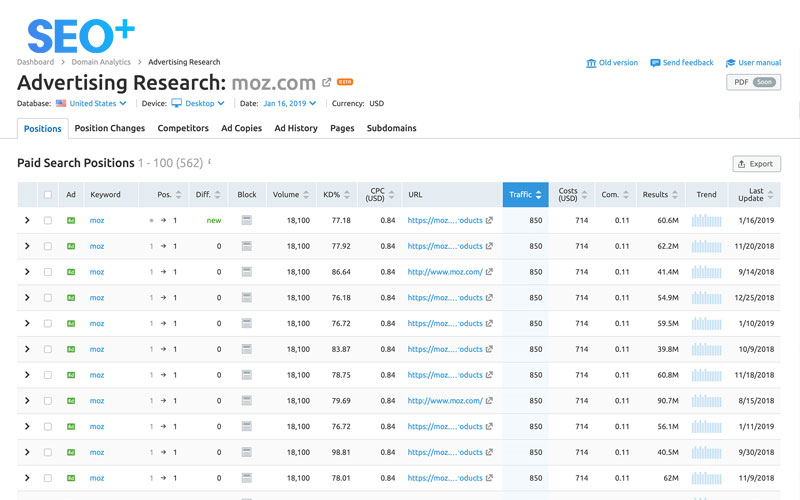 SEO+
Dashboard > Domain Analytics > Advertising Research
Old version Send feedback User manual
Advertising Research: moz.com BETA
PDF Soon
Database: United States Device: Desktop Date: Jan 16, 2019 Currency: USD
Positions Position Changes Competitors Ad Copies Ad History Pages Subdomains
Paid Search Positions 1 - 100 (562) i
Export
Ad Keyword Pos. Diff. Block Volume KD% CPC (USD) URL Traffic Costs (USD) Com. Results Trend Last Update
> Ad moz → 1 new 18,100 77.18 0.84 https://moz....roducts 850 714 0.11 60.6M 1/16/2019
> Ad moz 1 → 1 0 18,100 77.92 0.84 https://moz....roducts 850 714 0.11 62.2M 11/20/2018
> Ad moz 1 → 1 0 18,100 86.64 0.84 http://www.moz.com/ 850 714 0.11 41.4M 9/14/2018
> Ad moz 1 → 1 0 18,100 76.18 0.84 https://moz....roducts 850 714 0.11 54.9M 12/25/2018
> Ad moz 1 → 1 0 18,100 76.72 0.84 https://moz....roducts 850 714 0.11 59.5M 1/10/2019
> Ad moz 1 → 1 0 18,100 83.87 0.84 https://moz....roducts 850 714 0.11 39.8M 10/9/2018
> Ad moz 1 → 1 0 18,100 78.75 0.84 https://moz....roducts 850 714 0.11 60.8M 11/18/2018
> Ad moz 1 → 1 0 18,100 79.69 0.84 http://www.moz.com/ 850 714 0.11 90.7M 8/15/2018
> Ad moz 1 → 1 0 18,100 76.72 0.84 https://moz....roducts 850 714 0.11 56.1M 1/11/2019
> Ad moz 1 → 1 0 18,100 98.81 0.84 https://moz....roducts 850 714 0.11 40.5M 9/30/2018
> Ad moz 1 → 1 0 18,100 78.01 0.84 https://moz....roducts 850 714 0.11 62M 11/9/2018